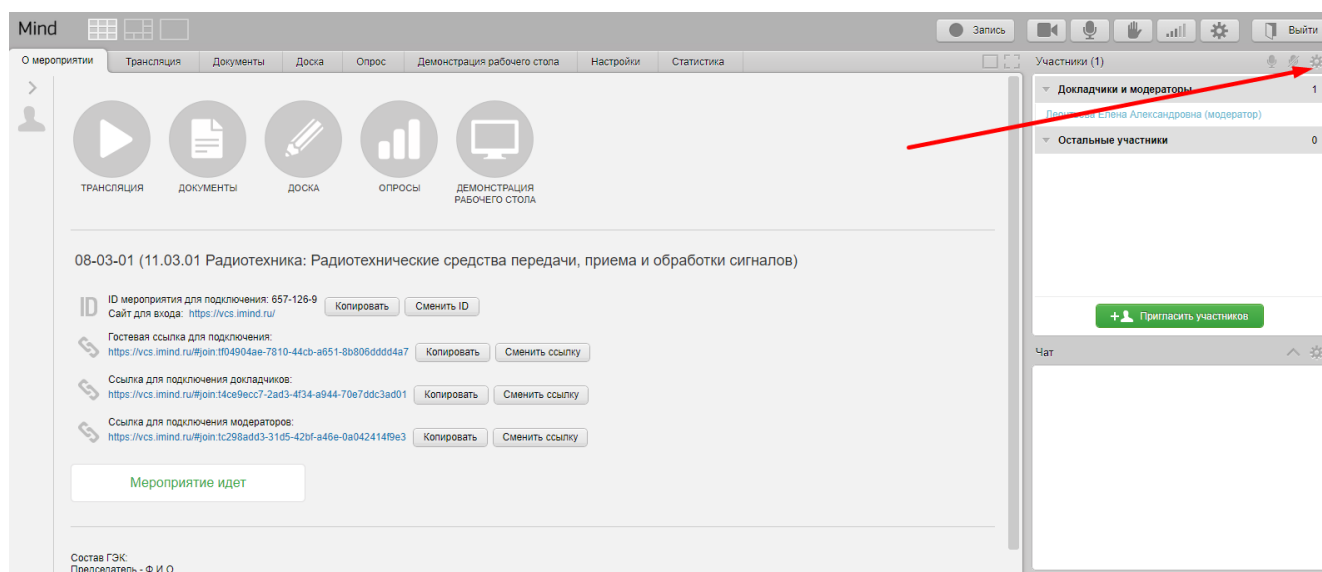 Mind
Запись
Выйти
О мероприятии
Трансляция
Документы
Доска
Опрос
Демонстрация рабочего стола
Настройки
Статистика
Участники (1)
Докладчики и модераторы 1
Елена Александровна (модератор)
Остальные участники 0
ТРАНСЛЯЦИЯ
ДОКУМЕНТЫ
ДОСКА
ОПРОСЫ
ДЕМОНСТРАЦИЯ
РАБОЧЕГО СТОЛА
08-03-01 (11.03.01 Радиотехника: Радиотехнические средства передачи, приема и обработки сигналов)
ID
ID мероприятия для подключения: 657-126-9
Сайт для входа: https://vcs.imind.ru/
Копировать
Сменить ID
Гостевая ссылка для подключения:
https://vcs.imind.ru/#join:tf04904ae-7810-44cb-a651-8b806dddd4a7
Копировать
Сменить ссылку
Ссылка для подключения докладчиков:
https://vcs.imind.ru/#join:t4ce9ecc7-2ad3-4f34-a944-70e7ddc3ad01
Копировать
Сменить ссылку
Ссылка для подключения модераторов:
https://vcs.imind.ru/#join:tc298add3-31d5-42bf-a46e-0a042414f9e3
Копировать
Сменить ссылку
Мероприятие идет
Пригласить участников
Чат
Состав ГЭК:
Председатель - Ф.И.О.